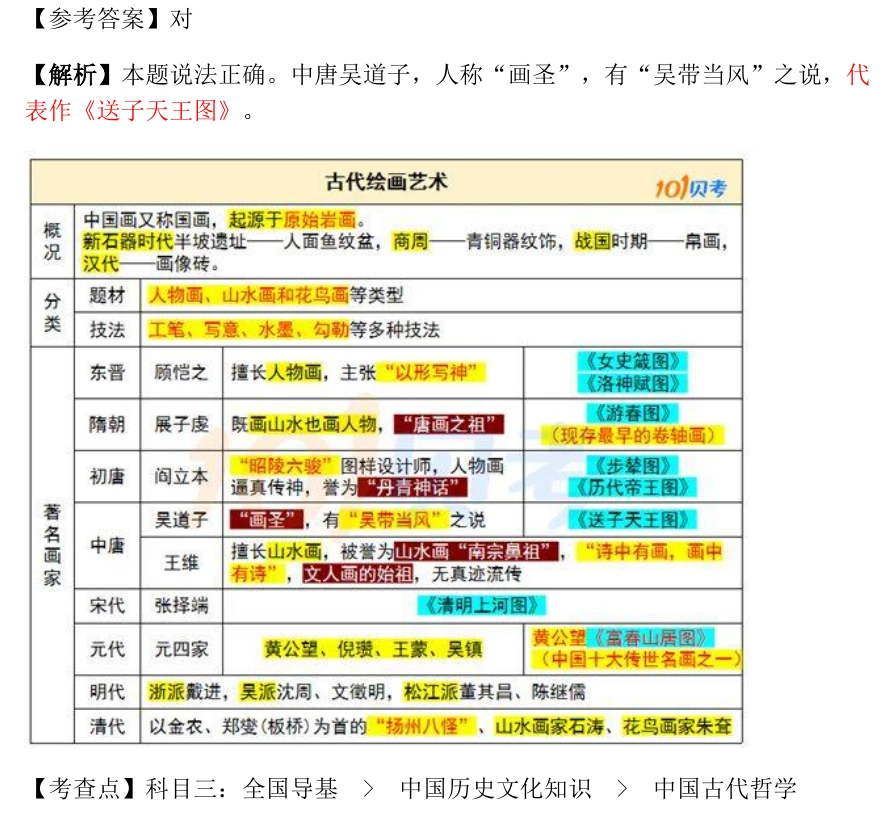 【参考答案】对
【解析】本题说法正确。中唐吴道子，人称“画圣”，有“吴带当风”之说，代
表作《送子天王图》。
古代绘画艺术
101贝考
概况
中国画又称国画，起源于原始岩画。
新石器时代半坡遗址——人面鱼纹盆，商周——青铜器纹饰，战国时期——帛画，
汉代——画像砖。
分类
题材 人物画、山水画和花鸟画等类型
技法 工笔、写意、水墨、勾勒等多种技法
著名画家
东晋 顾恺之 擅长人物画，主张“以形写神” 《女史箴图》
《洛神赋图》
隋朝 展子虔 既画山水也画人物，“唐画之祖” 《游春图》
（现存最早的卷轴画）
初唐 阎立本 “昭陵六骏”图样设计师，人物画 《步辇图》
逼真传神，誉为“丹青神话” 《历代帝王图》
中唐 吴道子 “画圣”，有“吴带当风”之说 《送子天王图》
王维 擅长山水画，被誉为山水画“南宗鼻祖”，“诗中有画，画中
有诗”，文人画的始祖，无真迹流传
宋代 张择端 《清明上河图》
元代 元四家 黄公望、倪瓒、王蒙、吴镇 黄公望《富春山居图》
（中国十大传世名画之一）
明代 浙派戴进，吴派沈周、文徵明，松江派董其昌、陈继儒
清代 以金农、郑燮(板桥)为首的“扬州八怪”、山水画家石涛、花鸟画家朱耷
【考查点】科目三：全国导基 > 中国历史文化知识 > 中国古代哲学